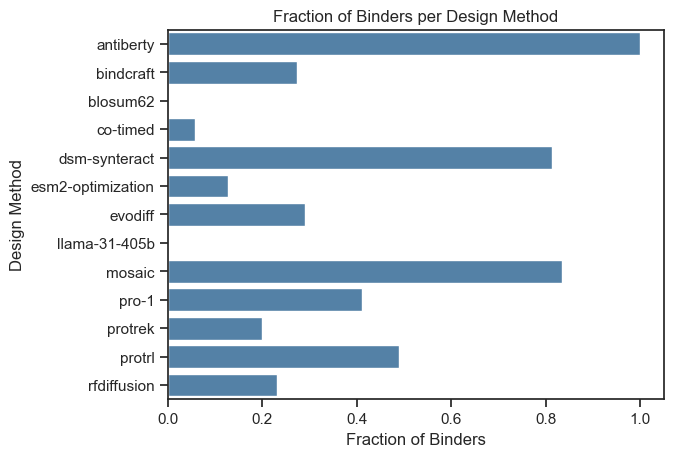 Fraction of Binders per Design Method
Design Method
antiberty
bindcraft
blosum62
co-timed
dsm-synteract
esm2-optimization
evodiff
llama-31-405b
mosaic
pro-1
protrek
protrl
rfdiffusion
0.0 0.2 0.4 0.6 0.8 1.0
Fraction of Binders